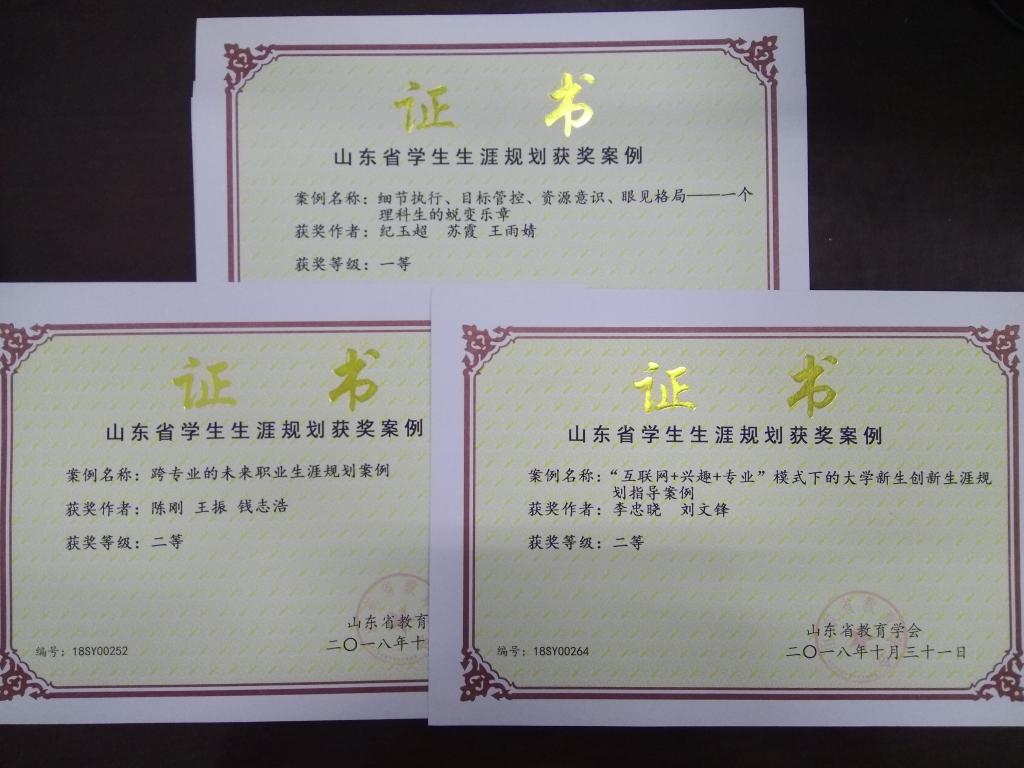 证 书
山东省学生生涯规划获奖案例
案例名称：细节执行、目标管控、资源意识、眼见格局——一个
理科生的蜕变乐章
获奖作者：纪玉超 苏霞 王雨婧
获奖等级：一等
证 书
山东省学生生涯规划获奖案例
案例名称：跨专业的未来职业生涯规划案例
获奖作者：陈刚 王振 钱志浩
获奖等级：二等
山东省教育
二〇一八年十
编号：18SY00252
证 书
山东省学生生涯规划获奖案例
案例名称：“互联网+兴趣+专业”模式下的大学新生创新生涯规
划指导案例
获奖作者：李忠晓 刘文锋
获奖等级：二等
山东省教育学会
二〇一八年十月三十一日
编号：18SY00264